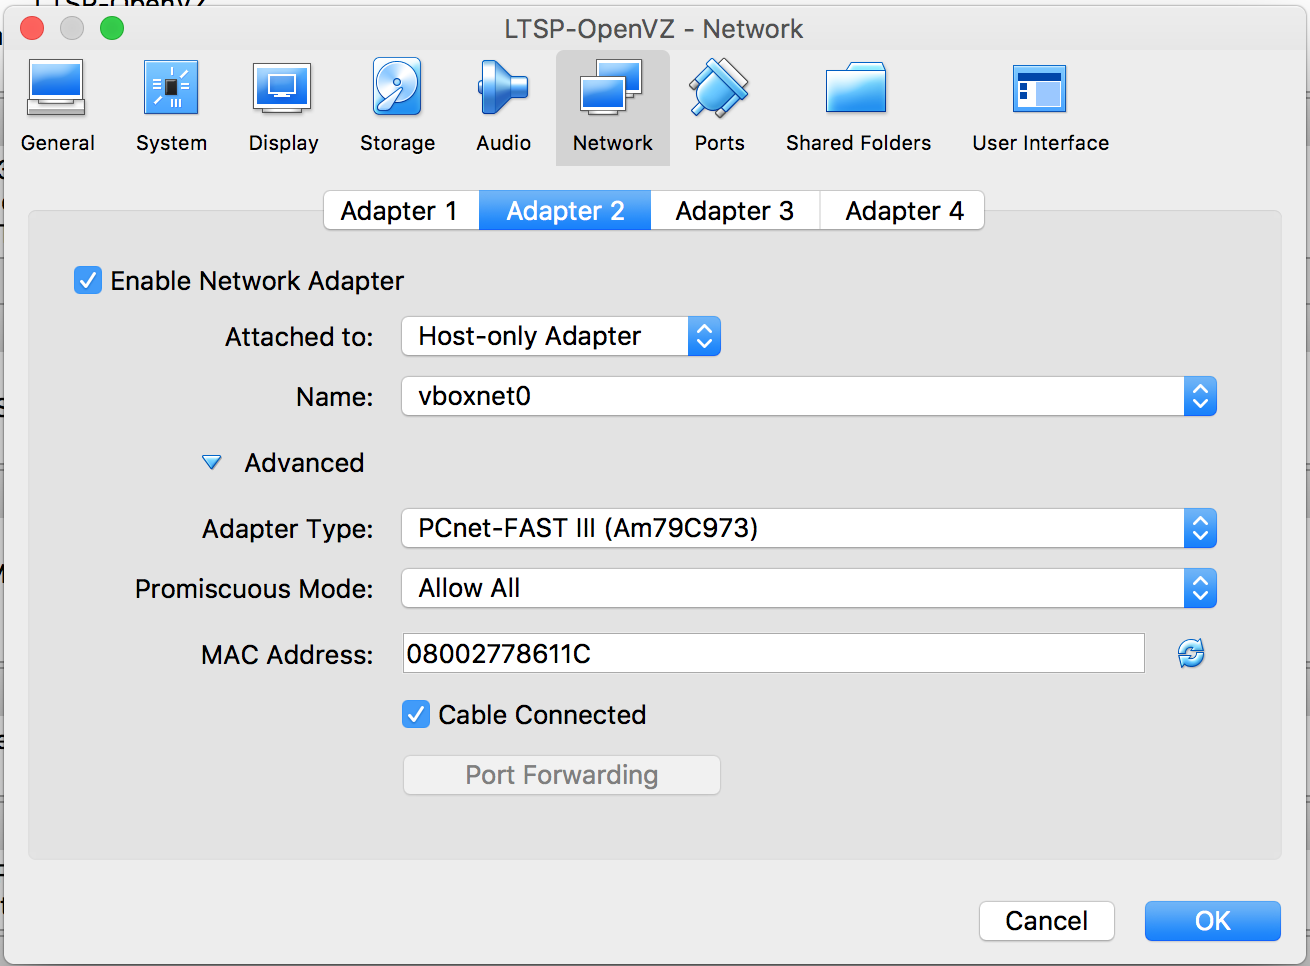 LTSP-OpenVZ - Network
General System Display Storage Audio Network Ports Shared Folders User Interface
Adapter 1 Adapter 2 Adapter 3 Adapter 4
Enable Network Adapter
Attached to: Host-only Adapter
Name: vboxnet0
Advanced
Adapter Type: PCnet-FAST III (Am79C973)
Promiscuous Mode: Allow All
MAC Address: 08002778611C
Cable Connected
Port Forwarding
Cancel OK